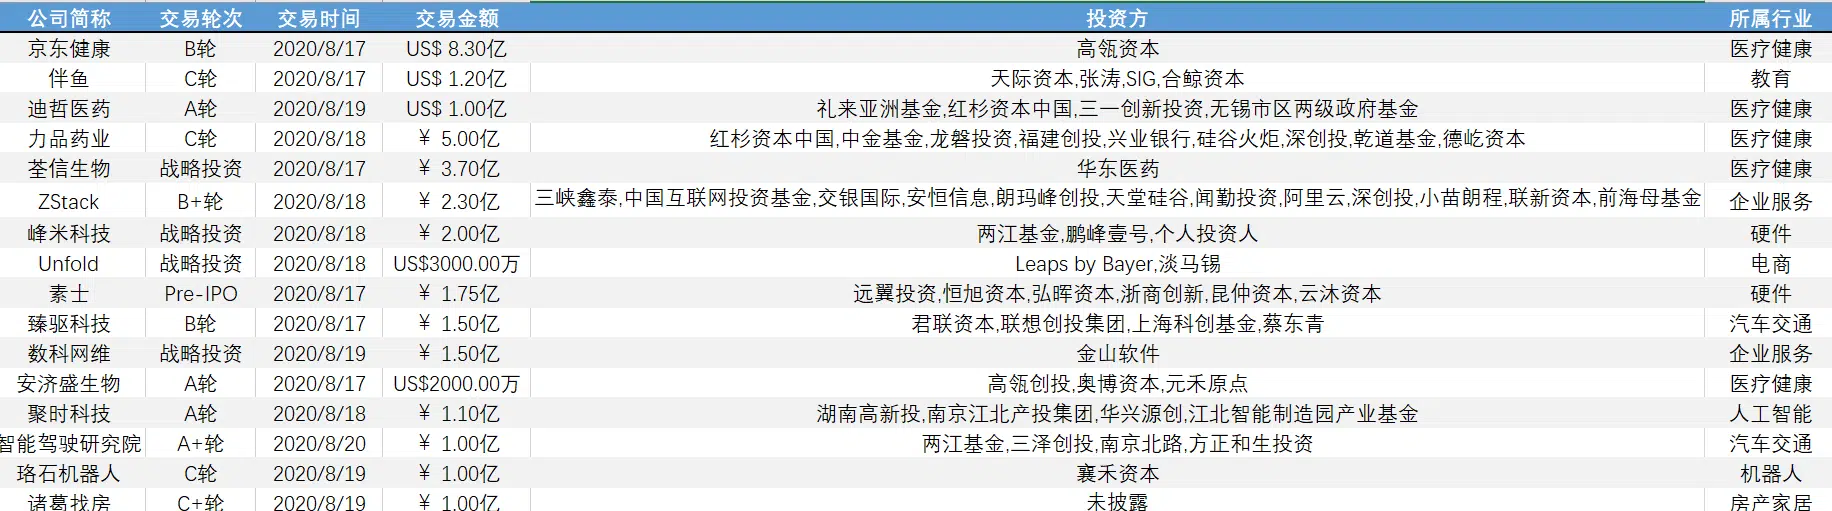 公司简称 交易轮次 交易时间 交易金额 投资方 所属行业
京东健康 B轮 2020/8/17 US$ 8.30亿 高瓴资本 医疗健康
伴鱼 C轮 2020/8/17 US$ 1.20亿 天际资本,张涛,SIG,合鲸资本 教育
迪哲医药 A轮 2020/8/19 US$ 1.00亿 礼来亚洲基金,红杉资本中国,三一创新投资,无锡市区两级政府基金 医疗健康
力品药业 C轮 2020/8/18 ¥ 5.00亿 红杉资本中国,中金基金,龙磐投资,福建创投,兴业银行,硅谷火炬,深创投,乾道基金,德屹资本 医疗健康
荃信生物 战略投资 2020/8/17 ¥ 3.70亿 华东医药 医疗健康
ZStack B+轮 2020/8/18 ¥ 2.30亿 三峡鑫泰,中国互联网投资基金,交银国际,安恒信息,朗玛峰创投,天堂硅谷,闻勤投资,阿里云,深创投,小苗朗程,联新资本,前海母基金 企业服务
峰米科技 战略投资 2020/8/18 ¥ 2.00亿 两江基金,鹏峰壹号,个人投资人 硬件
Unfold 战略投资 2020/8/18 US$3000.00万 Leaps by Bayer,淡马锡 电商
素士 Pre-IPO 2020/8/17 ¥ 1.75亿 远翼投资,恒旭资本,弘晖资本,浙商创新,昆仲资本,云沐资本 硬件
臻驱科技 B轮 2020/8/17 ¥ 1.50亿 君联资本,联想创投集团,上海科创基金,蔡东青 汽车交通
数科网维 战略投资 2020/8/19 ¥ 1.50亿 金山软件 企业服务
安济盛生物 A轮 2020/8/17 US$2000.00万 高瓴创投,奥博资本,元禾原点 医疗健康
聚时科技 A轮 2020/8/18 ¥ 1.10亿 湖南高新投,南京江北产投集团,华兴源创,江北智能制造园产业基金 人工智能
智能驾驶研究院 A+轮 2020/8/20 ¥ 1.00亿 两江基金,三泽创投,南京北路,方正和生投资 汽车交通
珞石机器人 C轮 2020/8/19 ¥ 1.00亿 襄禾资本 机器人
诸葛找房 C+轮 2020/8/19 ¥ 1.00亿 未披露 房产家居